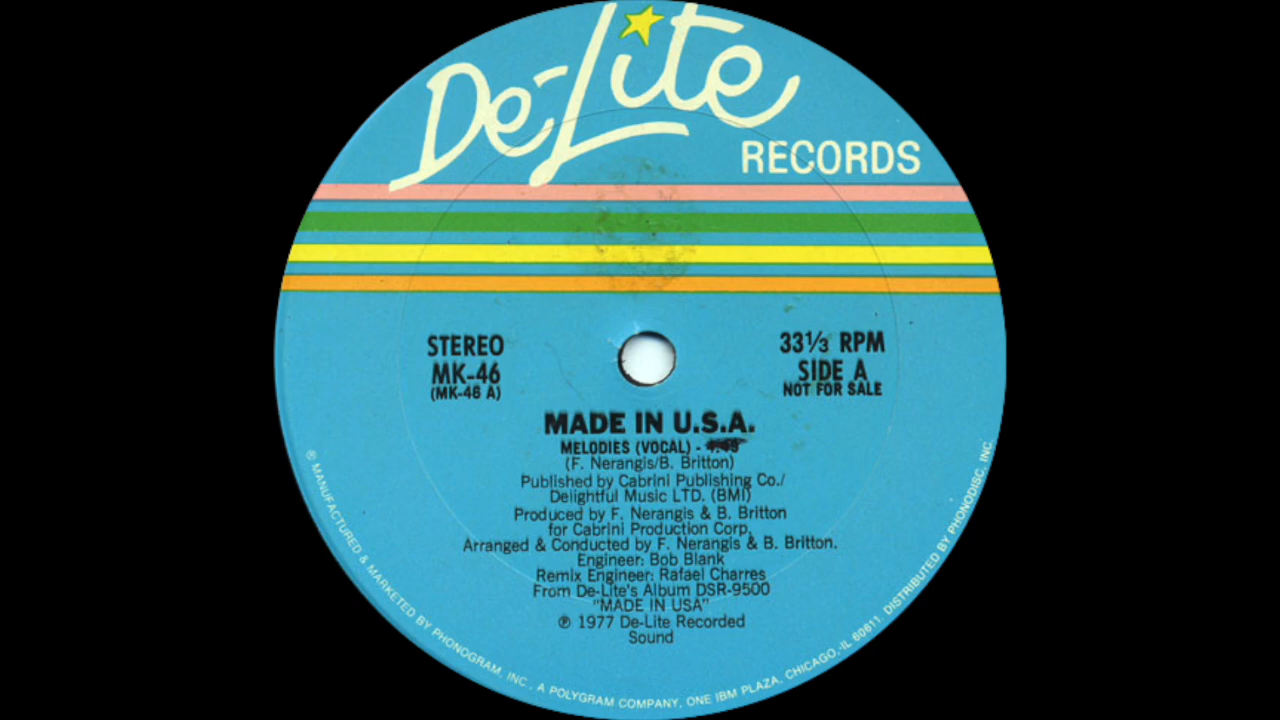 De-Lite
RECORDS
STEREO
MK-46
(MK-46 A)
33⅓ RPM
SIDE A
NOT FOR SALE
MADE IN U.S.A.
MELODIES (VOCAL) -
(F. Nerangis/B. Britton)
Published by Cabrini Publishing Co./
Delightful Music LTD. (BMI)
Produced by F. Nerangis & B. Britton
for Cabrini Production Corp.
Arranged & Conducted by F. Nerangis & B. Britton.
Engineer: Bob Blank
Remix Engineer: Rafael Charres
From De-Lite's Album DSR-9500
"MADE IN USA"
℗ 1977 De-Lite Recorded
Sound
℗ MANUFACTURED & MARKETED BY PHONOGRAM, INC., A POLYGRAM COMPANY, ONE IBM PLAZA, CHICAGO, IL 60611. DISTRIBUTED BY PHONODISC, INC.